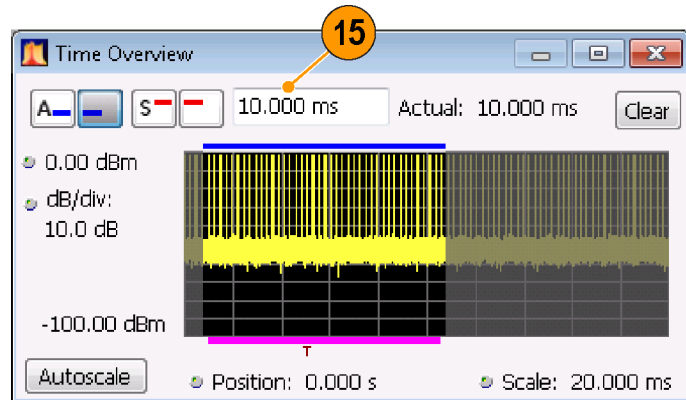 15
Time Overview
A S 10.000 ms Actual: 10.000 ms Clear
0.00 dBm
dB/div:
10.0 dB
-100.00 dBm
T
Autoscale Position: 0.000 s Scale: 20.000 ms